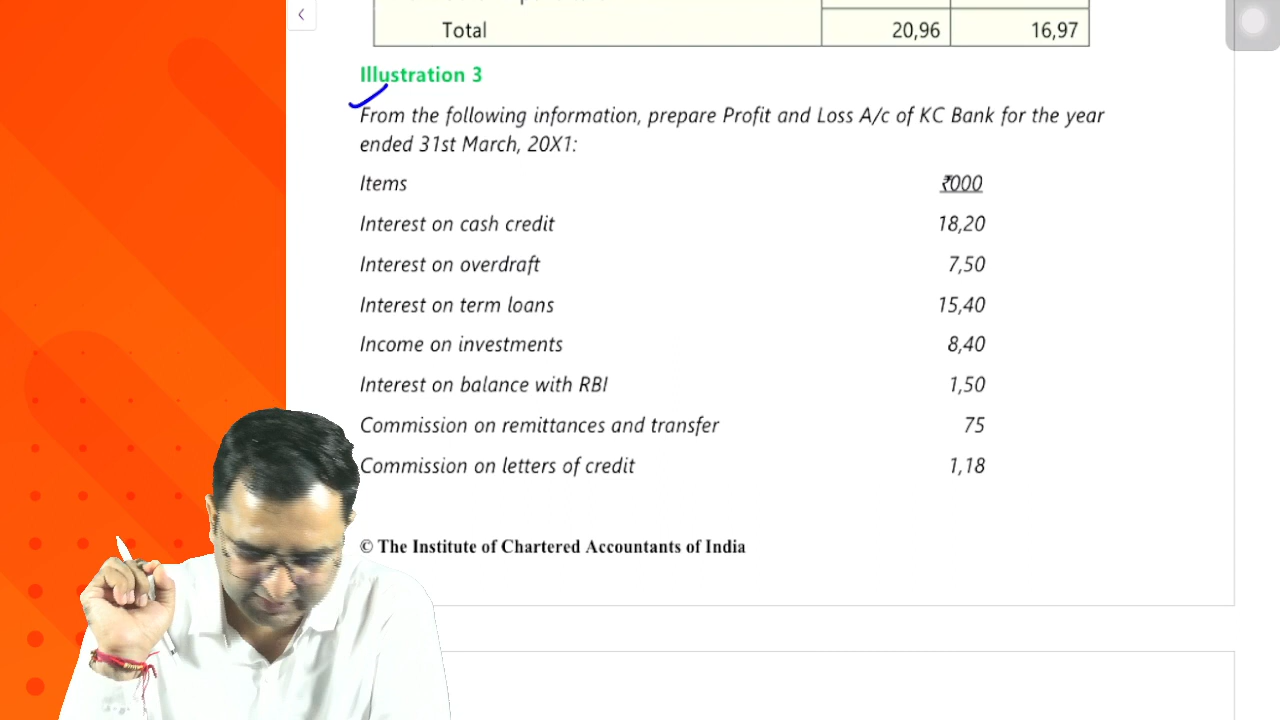 Total 20,96 16,97
Illustration 3
From the following information, prepare Profit and Loss A/c of KC Bank for the year
ended 31st March, 20X1:
Items ₹000
Interest on cash credit 18,20
Interest on overdraft 7,50
Interest on term loans 15,40
Income on investments 8,40
Interest on balance with RBI 1,50
Commission on remittances and transfer 75
Commission on letters of credit 1,18
© The Institute of Chartered Accountants of India